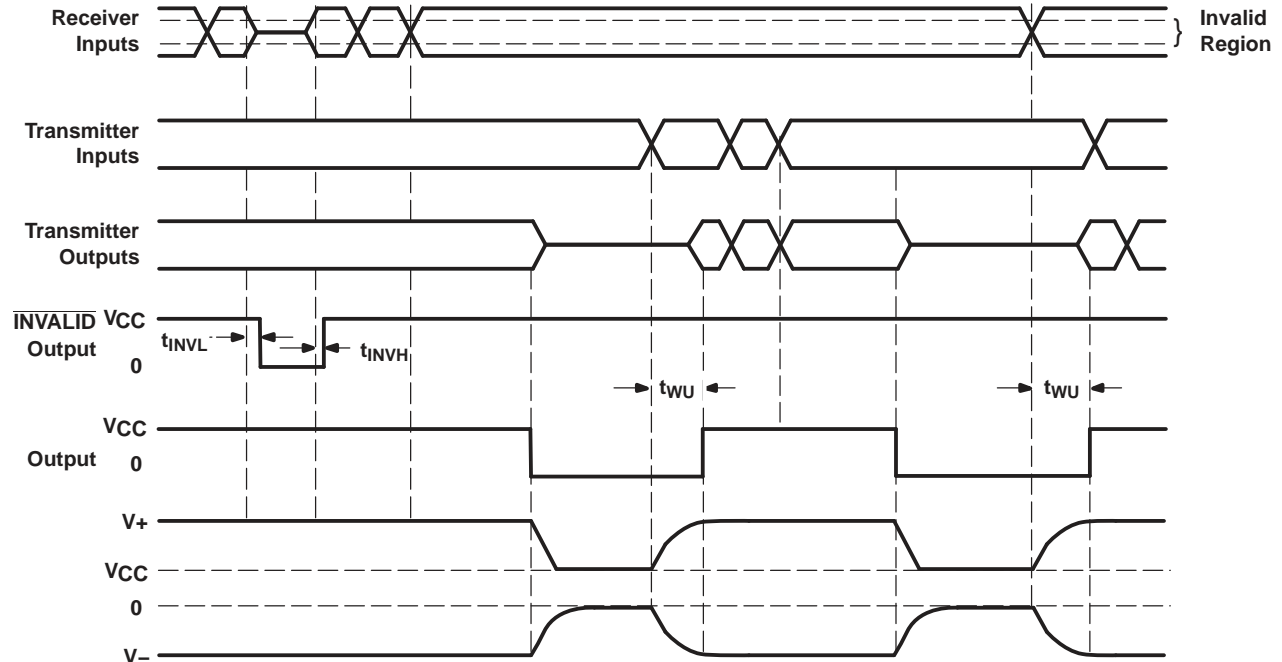 Receiver
Inputs
} Invalid
Region
Transmitter
Inputs
Transmitter
Outputs
INVALID VCC
Output
tINVL
tINVH
0
tWU
tWU
VCC
Output 0
V+
VCC
0
V−